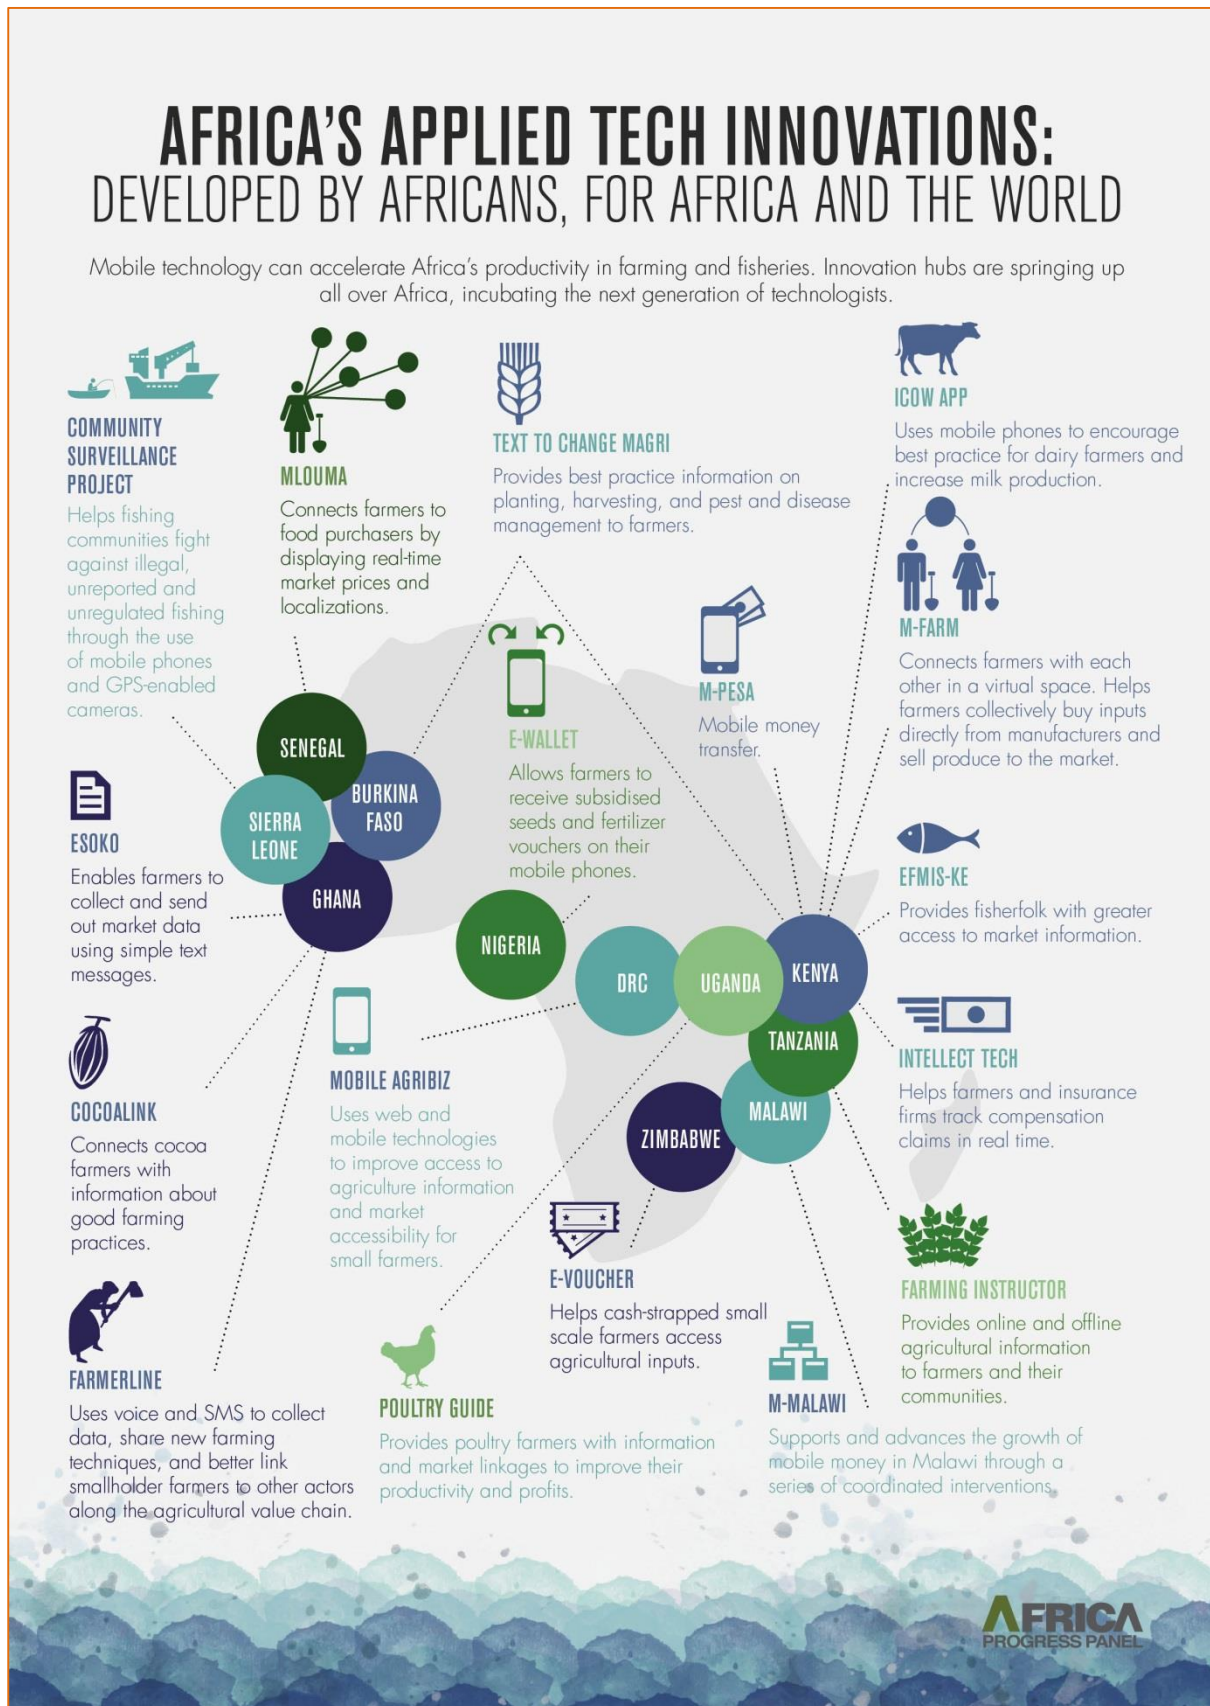 AFRICA'S APPLIED TECH INNOVATIONS:
DEVELOPED BY AFRICANS, FOR AFRICA AND THE WORLD
Mobile technology can accelerate Africa's productivity in farming and fisheries. Innovation hubs are springing up
all over Africa, incubating the next generation of technologists.
COMMUNITY
SURVEILLANCE
PROJECT
Helps fishing
communities fight
against illegal,
unreported and
unregulated fishing
through the use
of mobile phones
and GPS-enabled
cameras.
MLOUMA
Connects farmers to
food purchasers by
displaying real-time
market prices and
localizations.
TEXT TO CHANGE MAGRI
Provides best practice information on
planting, harvesting, and pest and disease
management to farmers.
ICOW APP
Uses mobile phones to encourage
best practice for dairy farmers and
increase milk production.
M-FARM
Connects farmers with each
other in a virtual space. Helps
farmers collectively buy inputs
directly from manufacturers and
sell produce to the market.
M-PESA
Mobile money
transfer.
E-WALLET
Allows farmers to
receive subsidised
seeds and fertilizer
vouchers on their
mobile phones.
SENEGAL
BURKINA
FASO
SIERRA
LEONE
GHANA
ESOKO
Enables farmers to
collect and send
out market data
using simple text
messages.
EFMIS-KE
Provides fisherfolk with greater
access to market information.
NIGERIA
DRC
UGANDA
KENYA
TANZANIA
MALAWI
ZIMBABWE
INTELLECT TECH
Helps farmers and insurance
firms track compensation
claims in real time.
COCOALINK
Connects cocoa
farmers with
information about
good farming
practices.
MOBILE AGRIBIZ
Uses web and
mobile technologies
to improve access to
agriculture information
and market
accessibility for
small farmers.
E-VOUCHER
Helps cash-strapped small
scale farmers access
agricultural inputs.
FARMING INSTRUCTOR
Provides online and offline
agricultural information
to farmers and their
communities.
FARMERLINE
Uses voice and SMS to collect
data, share new farming
techniques, and better link
smallholder farmers to other actors
along the agricultural value chain.
POULTRY GUIDE
Provides poultry farmers with information
and market linkages to improve their
productivity and profits.
M-MALAWI
Supports and advances the growth of
mobile money in Malawi through a
series of coordinated interventions.
AFRICA
PROGRESS PANEL